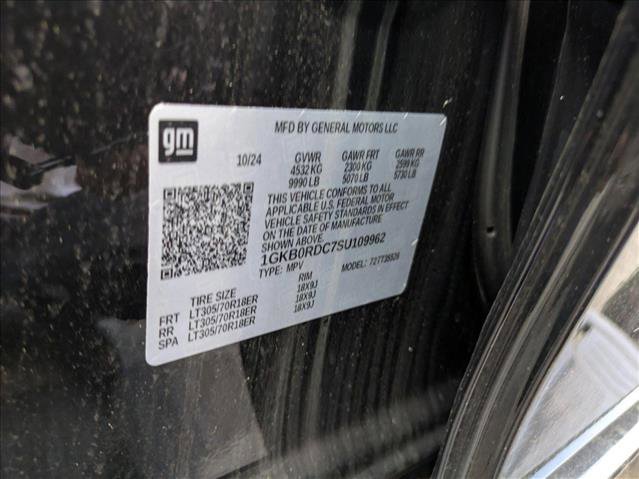 gm
MFD BY GENERAL MOTORS LLC
10/24 GVWR GAWR FRT GAWR RR
4532 KG 2300 KG 2599 KG
9990 LB 5070 LB 5730 LB
THIS VEHICLE CONFORMS TO ALL
APPLICABLE U.S. FEDERAL MOTOR
VEHICLE SAFETY STANDARDS IN EFFECT
ON THE DATE OF MANUFACTURE
SHOWN ABOVE.
1GKB0RDC7SU109962
TYPE: MPV MODEL:
TIRE SIZE RIM
FRT LT305/70R18ER 18X9J
RR LT305/70R18ER 18X9J
SPA LT305/70R18ER 18X9J